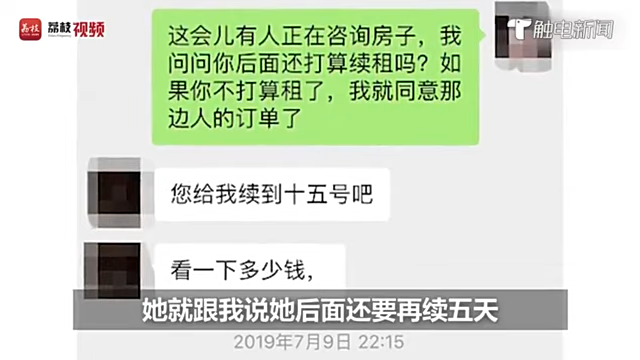 荔枝
荔枝视频
触电新闻
这会儿有人正在咨询房子，我
问问你后面还打算续租吗？如
果你不打算租了，我就同意那
边人的订单了
您给我续到十五号吧
看一下多少钱，
她就跟我说她后面还要再续五天
2019年7月9日 22:15